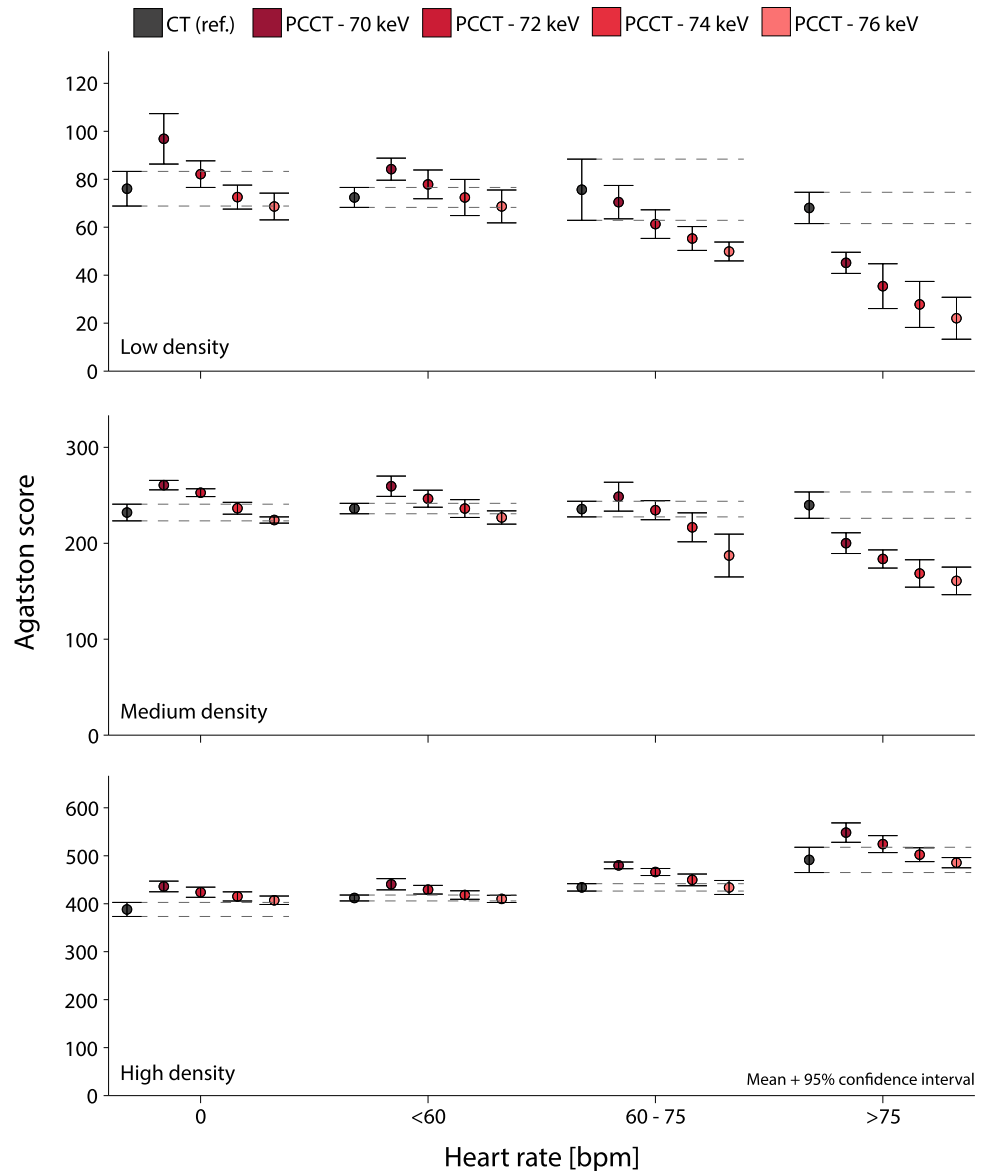 CT (ref.) PCCT - 70 keV PCCT - 72 keV PCCT - 74 keV PCCT - 76 keV
Agatston score
120
100
80
60
40
20
0
Low density
300
200
100
0
Medium density
600
500
400
300
200
100
0
High density
Mean + 95% confidence interval
0 <60 60 - 75 >75
Heart rate [bpm]